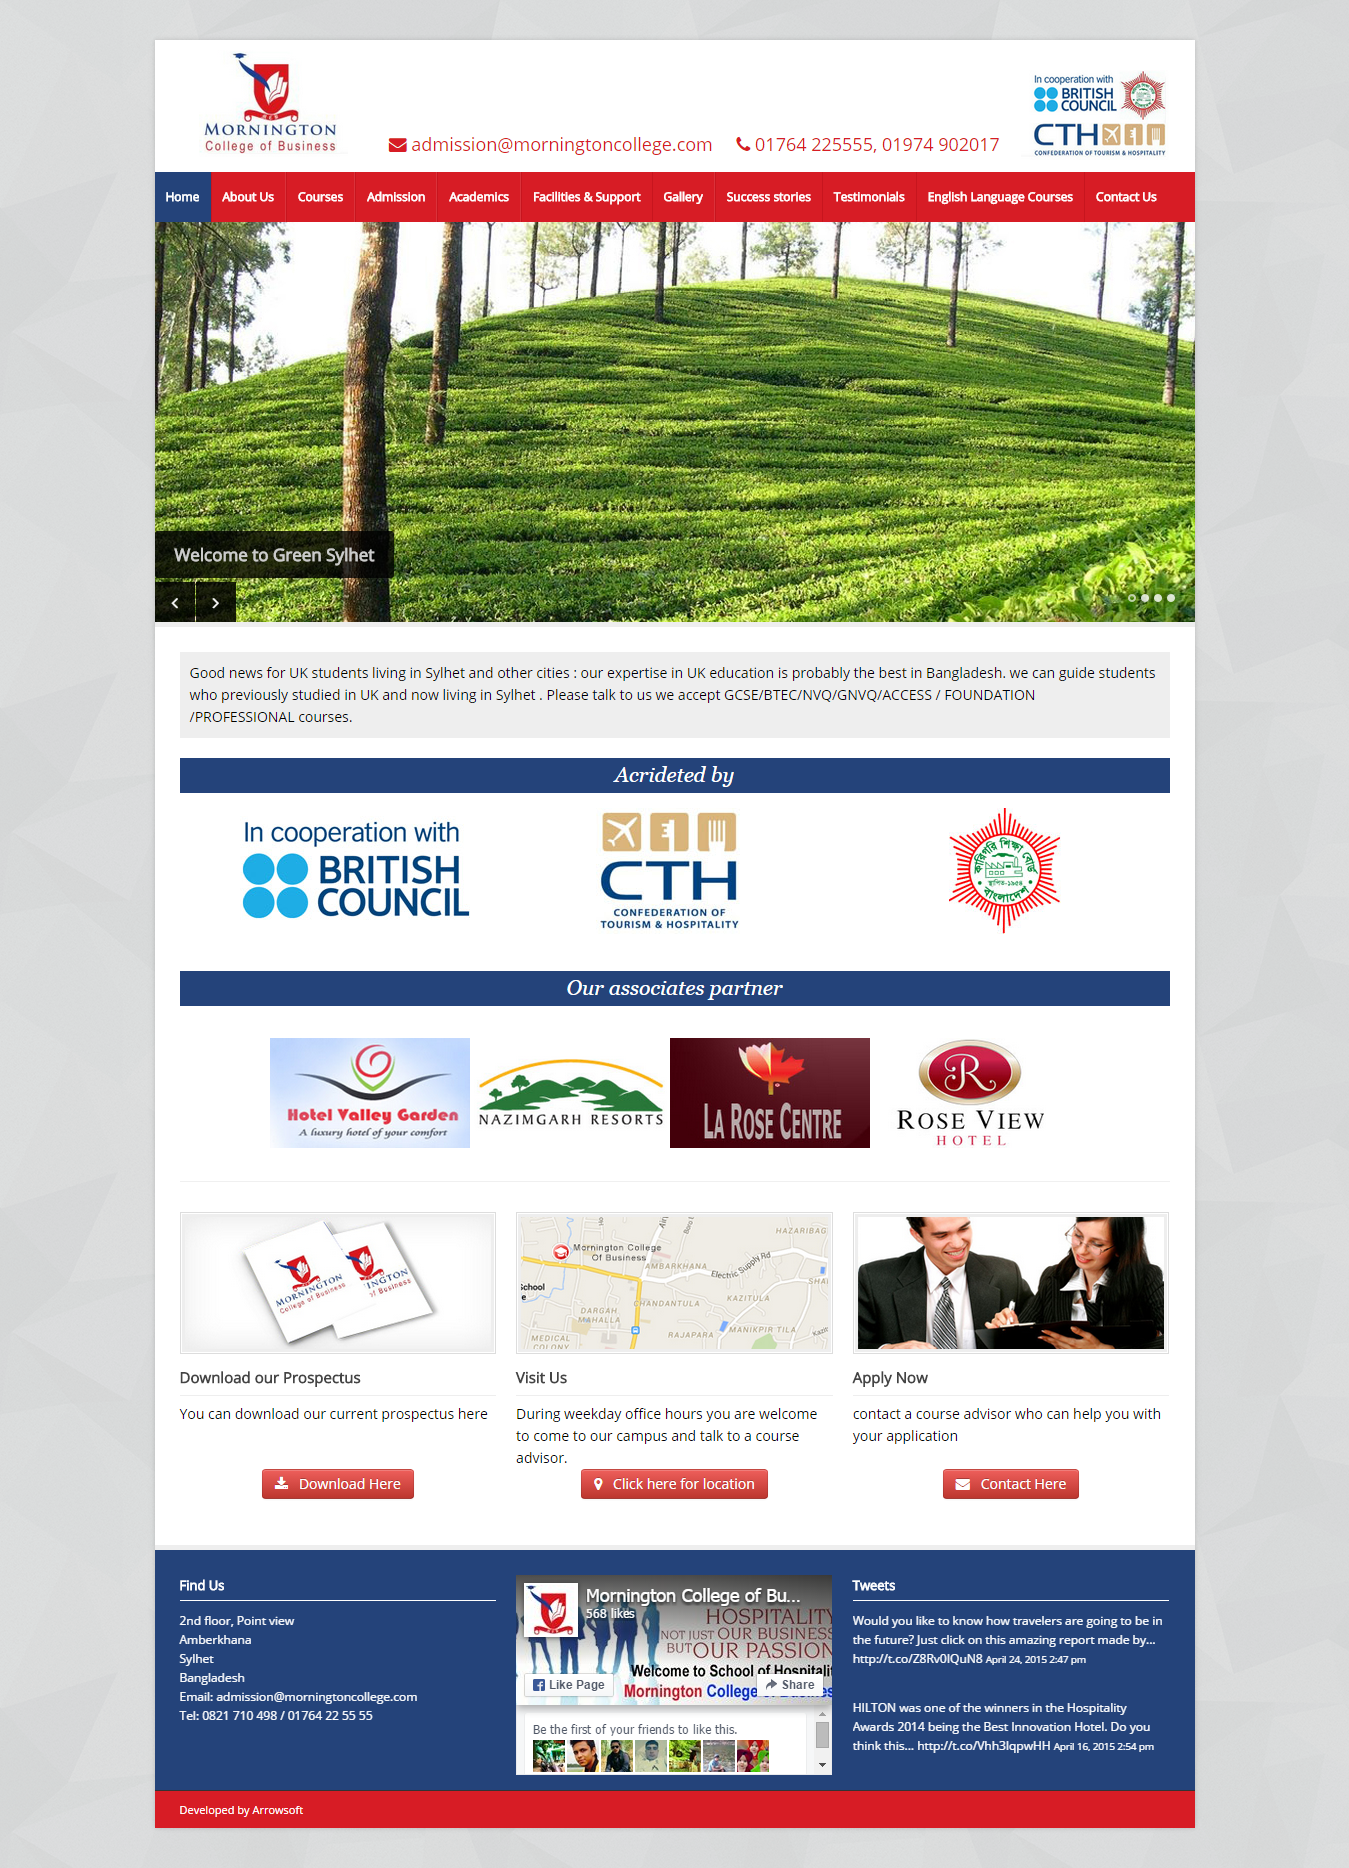 MORNINGTON
College of Business
admission@morningtoncollege.com
01764 225555, 01974 902017
In cooperation with
BRITISH
COUNCIL
CTH
CONFEDERATION OF TOURISM & HOSPITALITY
Home
About Us
Courses
Admission
Academics
Facilities & Support
Gallery
Success stories
Testimonials
English Language Courses
Contact Us
Welcome to Green Sylhet
Good news for UK students living in Sylhet and other cities : our expertise in UK education is probably the best in Bangladesh. we can guide students
who previously studied in UK and now living in Sylhet . Please talk to us we accept GCSE/BTEC/NVQ/GNVQ/ACCESS / FOUNDATION
/PROFESSIONAL courses.
Acrideted by
In cooperation with
BRITISH
COUNCIL
CTH
CONFEDERATION OF
TOURISM & HOSPITALITY
কারিগরি শিক্ষা বোর্ড
স্থাপিত-১৯৫৪
বাংলাদেশ
Our associates partner
Hotel Valley Garden
A luxury hotel of your comfort
NAZIMGARH RESORTS
LA ROSE CENTRE
R
ROSE VIEW
HOTEL
MORNINGTON
College of Business
INGTON
of Business
Mornington College
Of Business
HAZARIBAG
AMBARKHANA
Electric Supply Rd
School
CHANDANTULA
KAZITULA
DARGAH
MAHALLA
RAJAPARA
MANIKPIR TILA
MEDICAL
COLONY
Download our Prospectus
You can download our current prospectus here
Download Here
Visit Us
During weekday office hours you are welcome
to come to our campus and talk to a course
advisor.
Click here for location
Apply Now
contact a course advisor who can help you with
your application
Contact Here
Find Us
2nd floor, Point view
Amberkhana
Sylhet
Bangladesh
Email: admission@morningtoncollege.com
Tel: 0821 710 498 / 01764 22 55 55
Mornington College of Bu...
568 likes
HOSPITALITY
NOT JUST OUR BUSINESS
BUT OUR PASSION
Welcome to School of Hospitali
Mornington College of Busines
Like Page
Share
Be the first of your friends to like this.
Tweets
Would you like to know how travelers are going to be in
the future? Just click on this amazing report made by...
http://t.co/Z8Rv0lQuN8 April 24, 2015 2:47 pm
HILTON was one of the winners in the Hospitality
Awards 2014 being the Best Innovation Hotel. Do you
think this... http://t.co/Vhh3lqpwHH April 16, 2015 2:54 pm
Developed by Arrowsoft